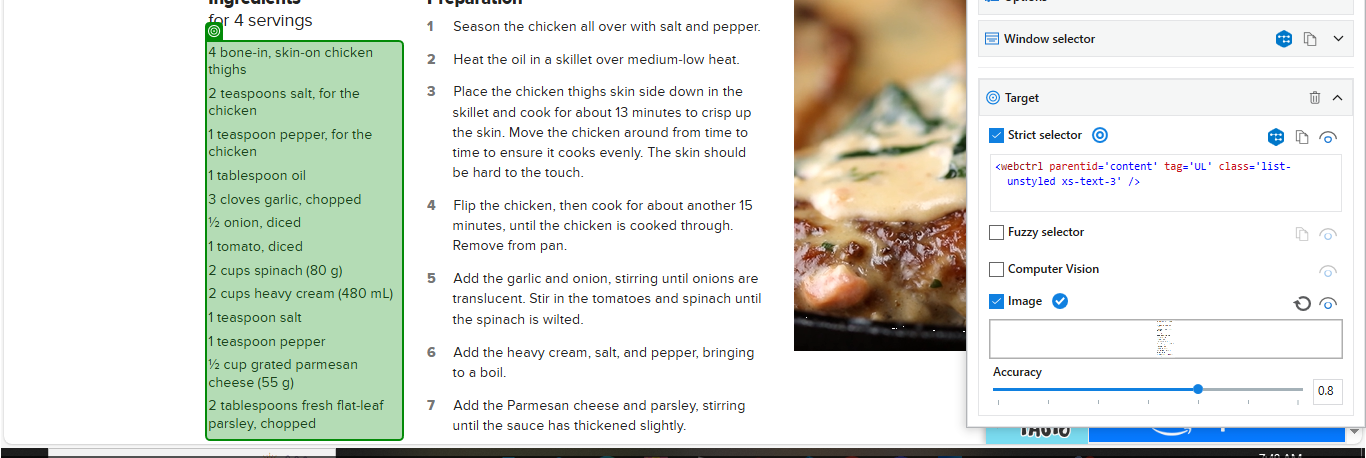 Ingredients
for 4 servings
4 bone-in, skin-on chicken
thighs
2 teaspoons salt, for the
chicken
1 teaspoon pepper, for the
chicken
1 tablespoon oil
3 cloves garlic, chopped
½ onion, diced
1 tomato, diced
2 cups spinach (80 g)
2 cups heavy cream (480 mL)
1 teaspoon salt
1 teaspoon pepper
½ cup grated parmesan
cheese (55 g)
2 tablespoons fresh flat-leaf
parsley, chopped
Preparation
1 Season the chicken all over with salt and pepper.
2 Heat the oil in a skillet over medium-low heat.
3 Place the chicken thighs skin side down in the
skillet and cook for about 13 minutes to crisp up
the skin. Move the chicken around from time to
time to ensure it cooks evenly. The skin should
be hard to the touch.
4 Flip the chicken, then cook for about another 15
minutes, until the chicken is cooked through.
Remove from pan.
5 Add the garlic and onion, stirring until onions are
translucent. Stir in the tomatoes and spinach until
the spinach is wilted.
6 Add the heavy cream, salt, and pepper, bringing
to a boil.
7 Add the Parmesan cheese and parsley, stirring
until the sauce has thickened slightly.
Options
Window selector
Target
Strict selector
<webctrl parentid='content' tag='UL' class='list-
unstyled xs-text-3' />
Fuzzy selector
Computer Vision
Image
Accuracy
0.8